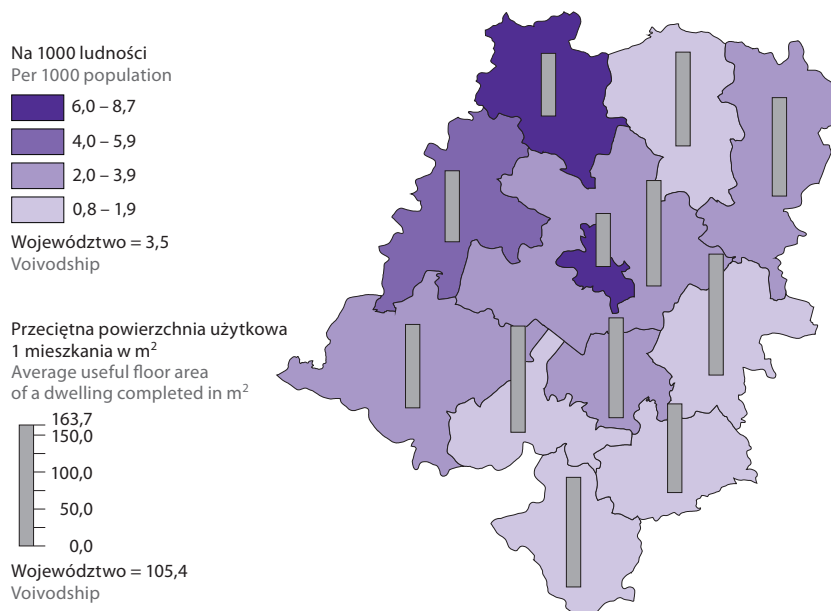 Na 1000 ludności
Per 1000 population
6,0 – 8,7
4,0 – 5,9
2,0 – 3,9
0,8 – 1,9
Województwo = 3,5
Voivodship
Przeciętna powierzchnia użytkowa
1 mieszkania w m²
Average useful floor area
of a dwelling completed in m²
163,7
150,0
100,0
50,0
0,0
Województwo = 105,4
Voivodship